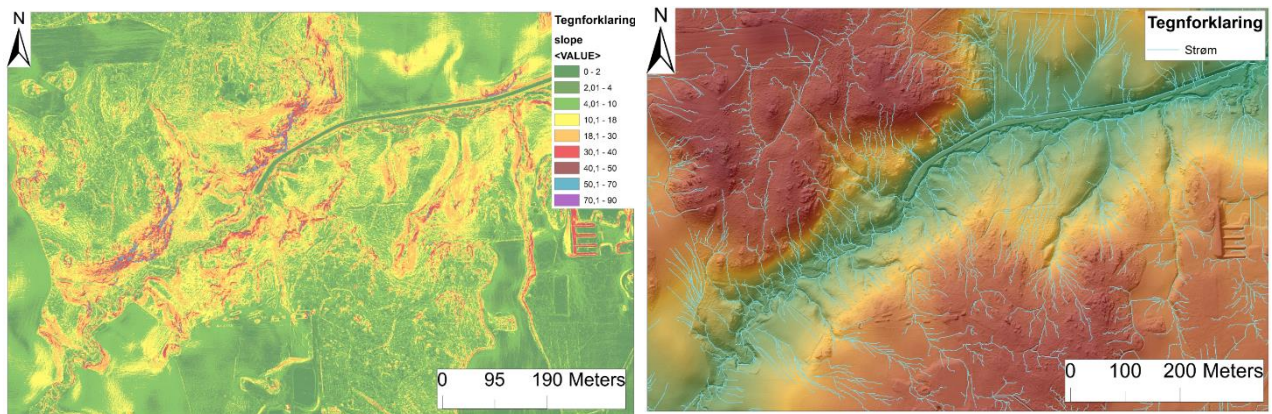 N
Tegnforklaring
slope
<VALUE>
0 - 2
2,01 - 4
4,01 - 10
10,1 - 18
18,1 - 30
30,1 - 40
40,1 - 50
50,1 - 70
70,1 - 90
0 95 190 Meters
N
Tegnforklaring
Strøm
0 100 200 Meters